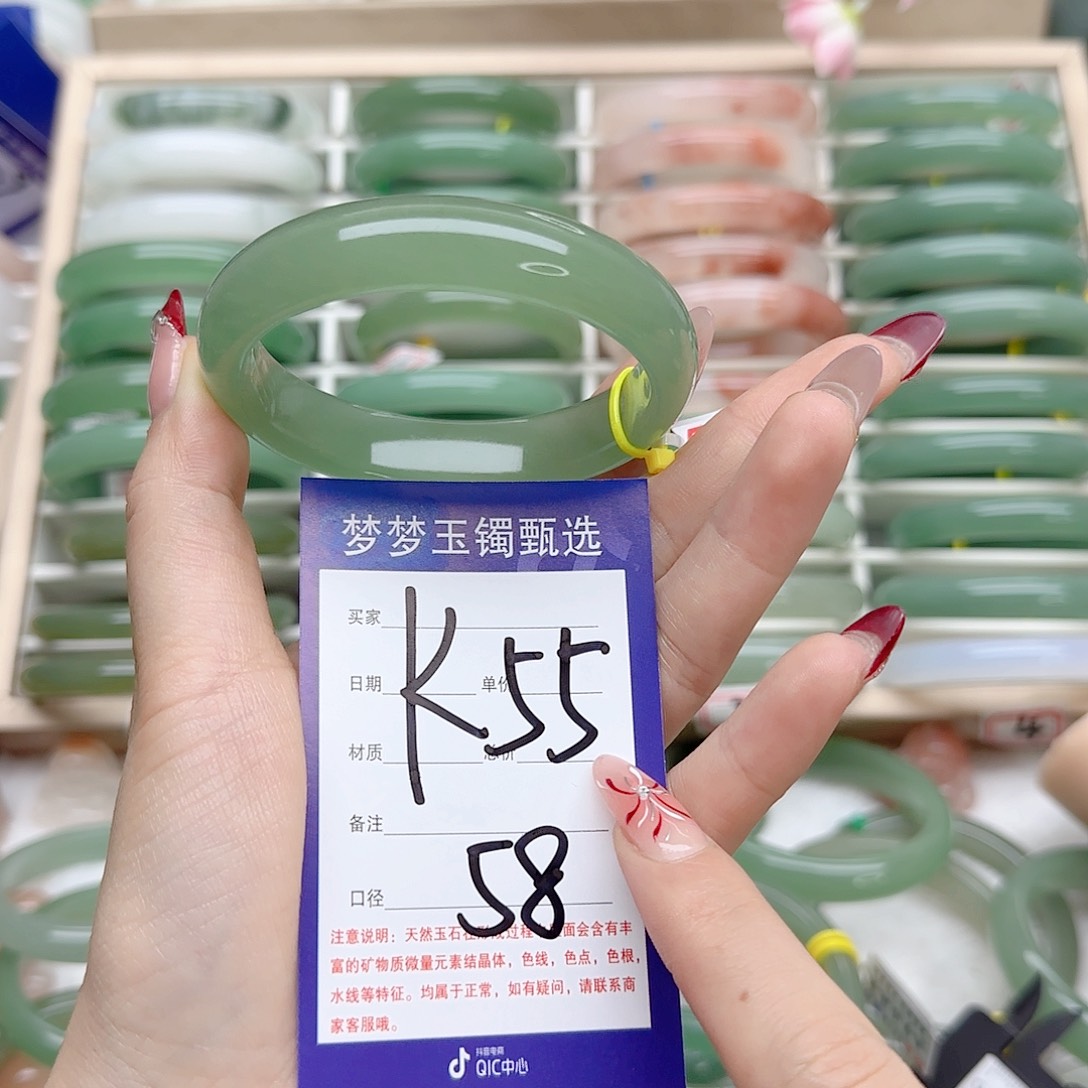 梦梦玉镯甄选
买家
K55
日期 单价
材质 总价
备注
58
口径
注意说明：天然玉石在形成过程 里面会含有丰
富的矿物质微量元素结晶体，色线，色点，色根，
水线等特征。均属于正常，如有疑问，请联系商
家客服哦。
抖音电商
QIC中心